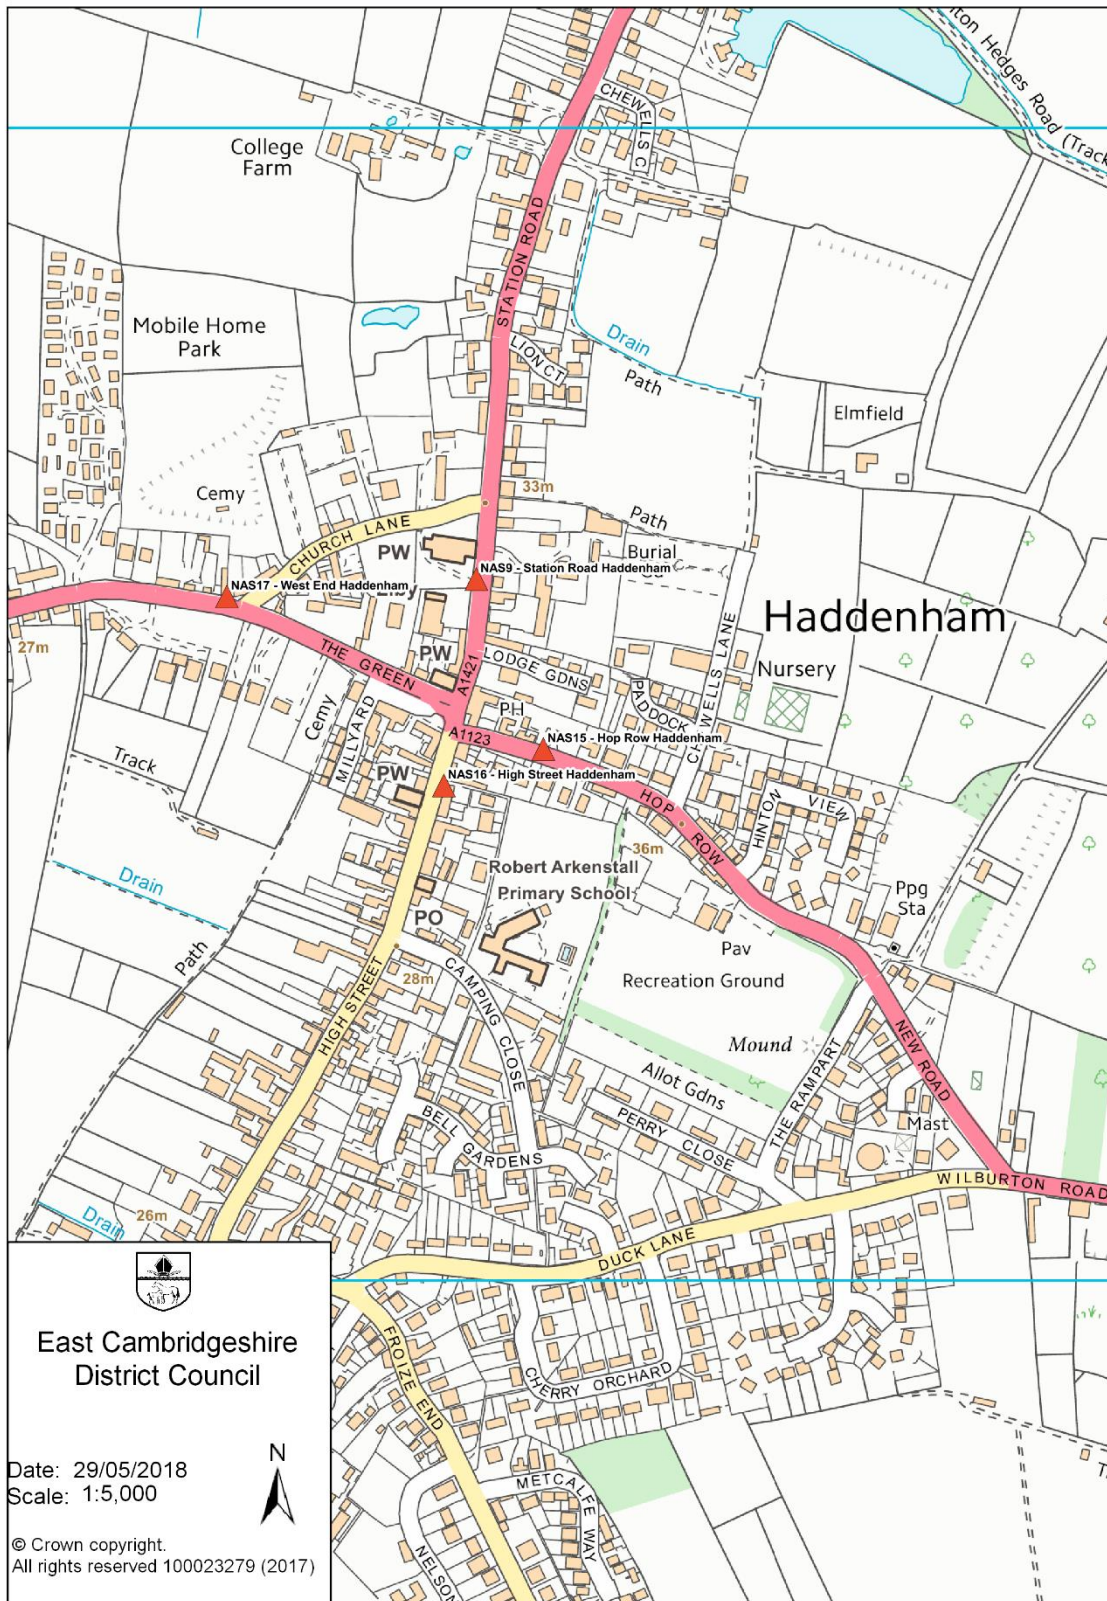 nton Hedges Road (Track
CHEWELLS C
College
Farm
STATION ROAD
Mobile Home
Park
Drain
LION CT
Path
Elmfield
33m
Cemy
Path
CHURCH LANE
PW
Burial
NAS9 - Station Road Haddenham
NAS17 - West End Haddenham
Haddenham
27m
THE GREEN
PW
A1421
LODGE GDNS
CHEWELLS LANE
Nursery
PADDOCK
Cemy
MILYARD
PH
A1123
NAS15 - Hop Row Haddenham
Track
PW
NAS16 - High Street Haddenham
HOP ROW
HINTON VIEW
36m
Robert Arkenstall
Primary School
Drain
Ppg
Sta
PO
Pav
Path
28m
CAMPING CLOSE
Recreation Ground
HIGH STREET
Mound
NEW ROAD
Allot Gdns
THE RAMPART
BELL GARDENS
PERRY CLOSE
Mast
WILBURTON ROAD
26m
Drain
DUCK LANE
East Cambridgeshire
District Council
FROIZE END
CHERRY ORCHARD
N
Date: 29/05/2018
Scale: 1:5,000
METCALFE WAY
NELSON
© Crown copyright.
All rights reserved 100023279 (2017)